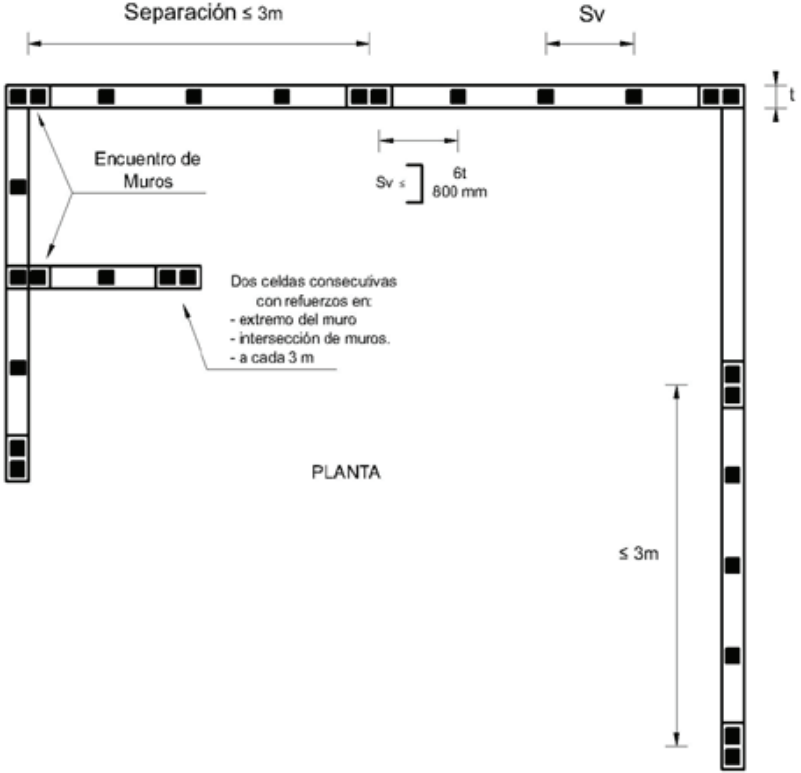 Separación ≤ 3m
Sv
t
Encuentro de
Muros
Sv ≤
6t
800 mm
Dos celdas consecutivas
con refuerzos en:
- extremo del muro
- intersección de muros.
- a cada 3 m
PLANTA
≤ 3m